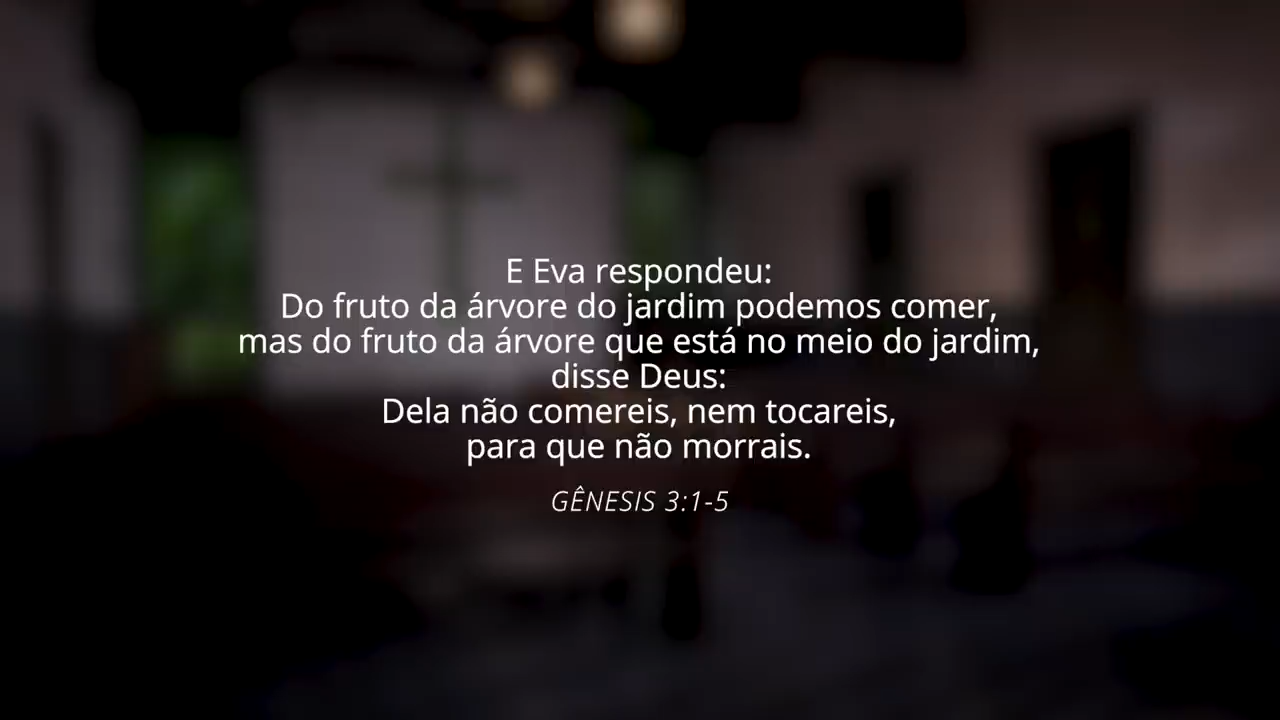 E Eva respondeu:
Do fruto da árvore do jardim podemos comer,
mas do fruto da árvore que está no meio do jardim,
disse Deus:
Dela não comereis, nem tocareis,
para que não morrais.
GÊNESIS 3:1-5